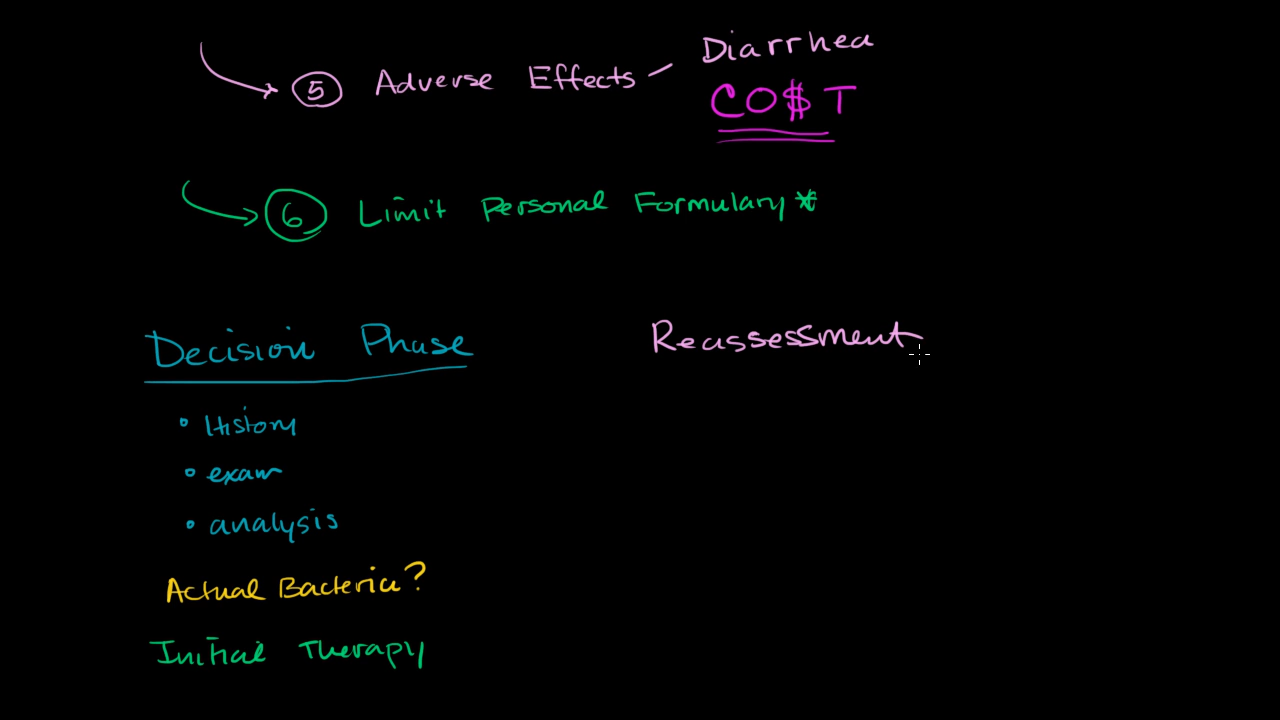 5 Adverse Effects - Diarrhea
CO$T
6 Limit Personal Formulary *
Decision Phase
Reassessment
• History
• exam
• analysis
Actual Bacteria?
Initial Therapy